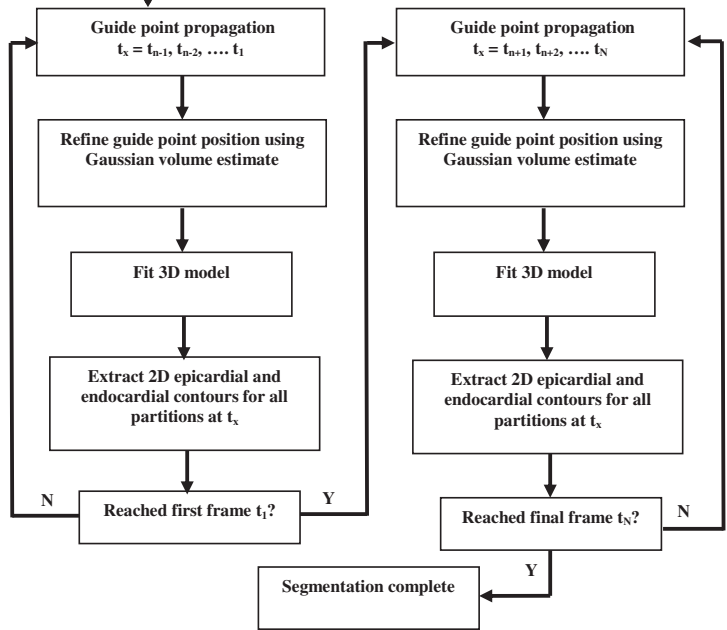 Guide point propagation
tₓ = tₙ₋₁, tₙ₋₂, …. t₁
Refine guide point position using
Gaussian volume estimate
Fit 3D model
Extract 2D epicardial and
endocardial contours for all
partitions at tₓ
N
Reached first frame t₁?
Y
Guide point propagation
tₓ = tₙ₊₁, tₙ₊₂, …. t_N
Refine guide point position using
Gaussian volume estimate
Fit 3D model
Extract 2D epicardial and
endocardial contours for all
partitions at tₓ
Reached final frame t_N?
N
Y
Segmentation complete